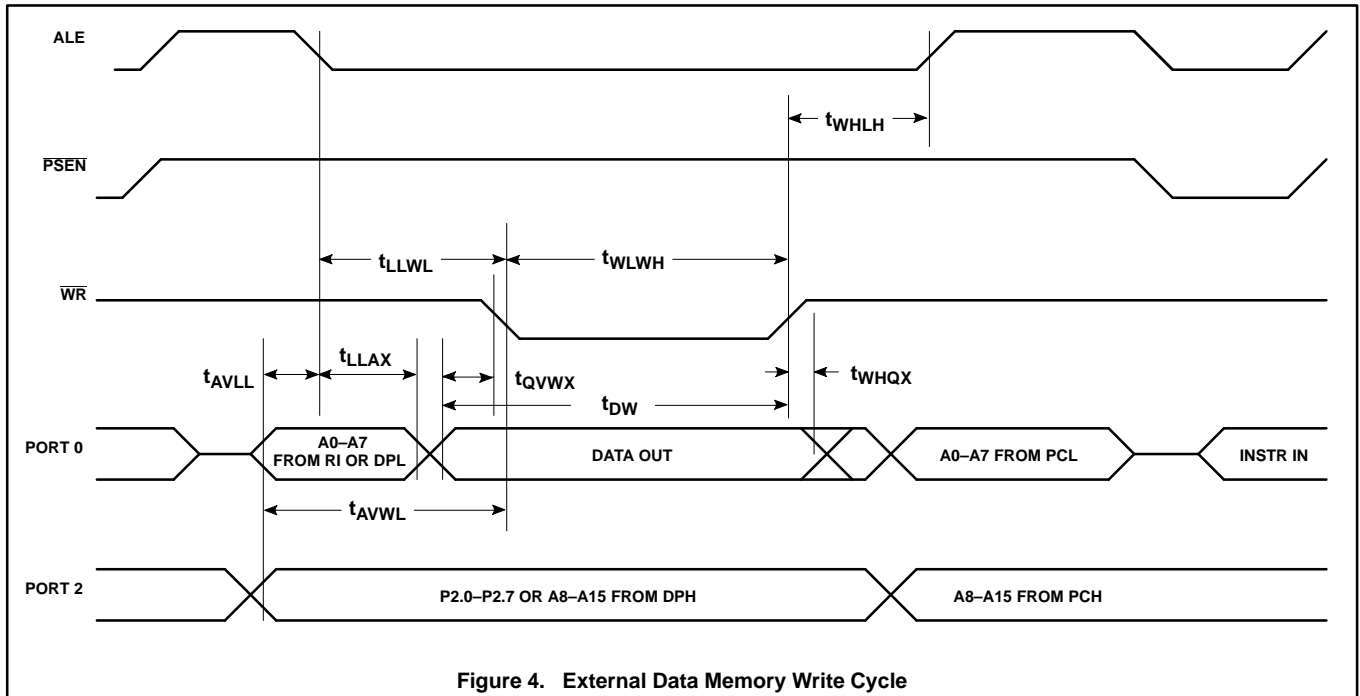 ALE
tWHLH
PSEN
tLLWL
tWLWH
WR
tLLAX
tAVLL
tQVWX
tWHQX
tDW
PORT 0
A0–A7
FROM RI OR DPL
DATA OUT
A0–A7 FROM PCL
INSTR IN
tAVWL
PORT 2
P2.0–P2.7 OR A8–A15 FROM DPH
A8–A15 FROM PCH
Figure 4. External Data Memory Write Cycle